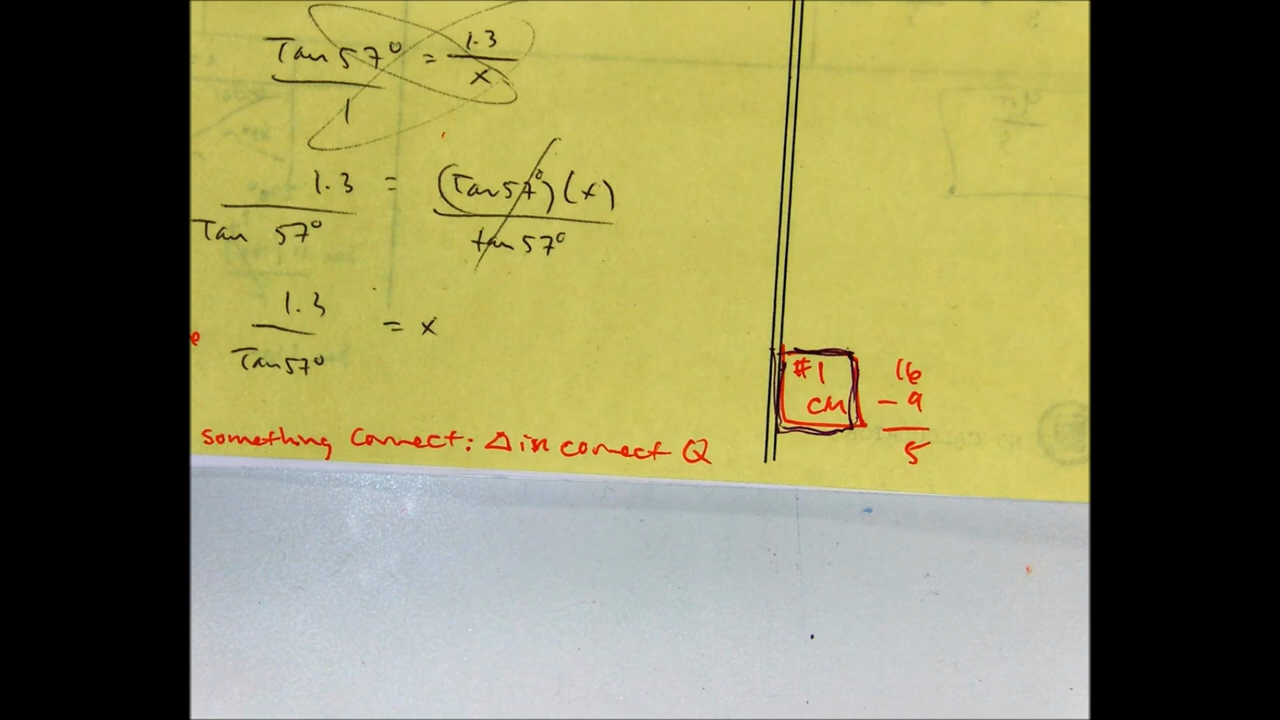 Tan 57° = 1.3 / x
1
1.3 = (Tan 57°)(x)
Tan 57° tan 57°
1.3 = x
Tan 57°
something correct: Δ in correct Q
#1 16
CM - 9
5